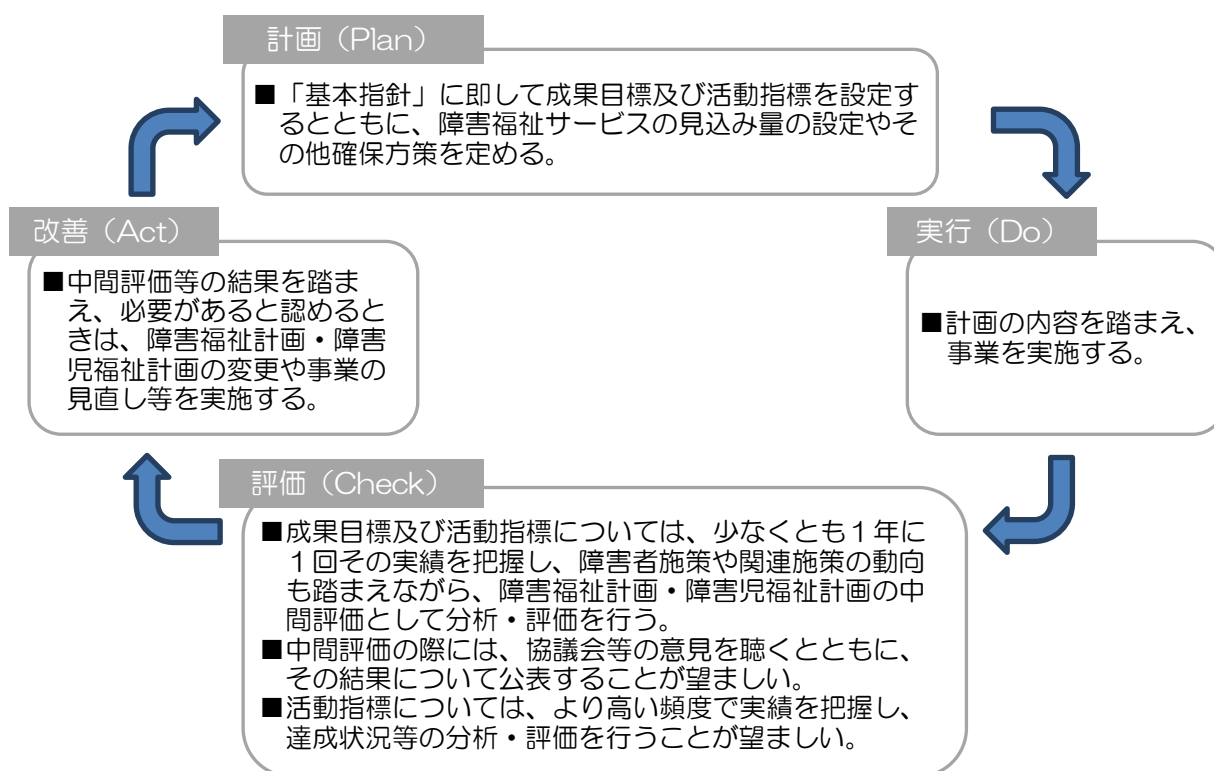 計画（Plan）
■「基本指針」に即して成果目標及び活動指標を設定す
るとともに、障害福祉サービスの見込み量の設定やそ
の他確保方策を定める。
改善（Act）
■中間評価等の結果を踏ま
え、必要があると認めると
きは、障害福祉計画・障害
児福祉計画の変更や事業の
見直し等を実施する。
実行（Do）
■計画の内容を踏まえ、
事業を実施する。
評価（Check）
■成果目標及び活動指標については、少なくとも１年に
１回その実績を把握し、障害者施策や関連施策の動向
も踏まえながら、障害福祉計画・障害児福祉計画の中
間評価として分析・評価を行う。
■中間評価の際には、協議会等の意見を聴くとともに、
その結果について公表することが望ましい。
■活動指標については、より高い頻度で実績を把握し、
達成状況等の分析・評価を行うことが望ましい。